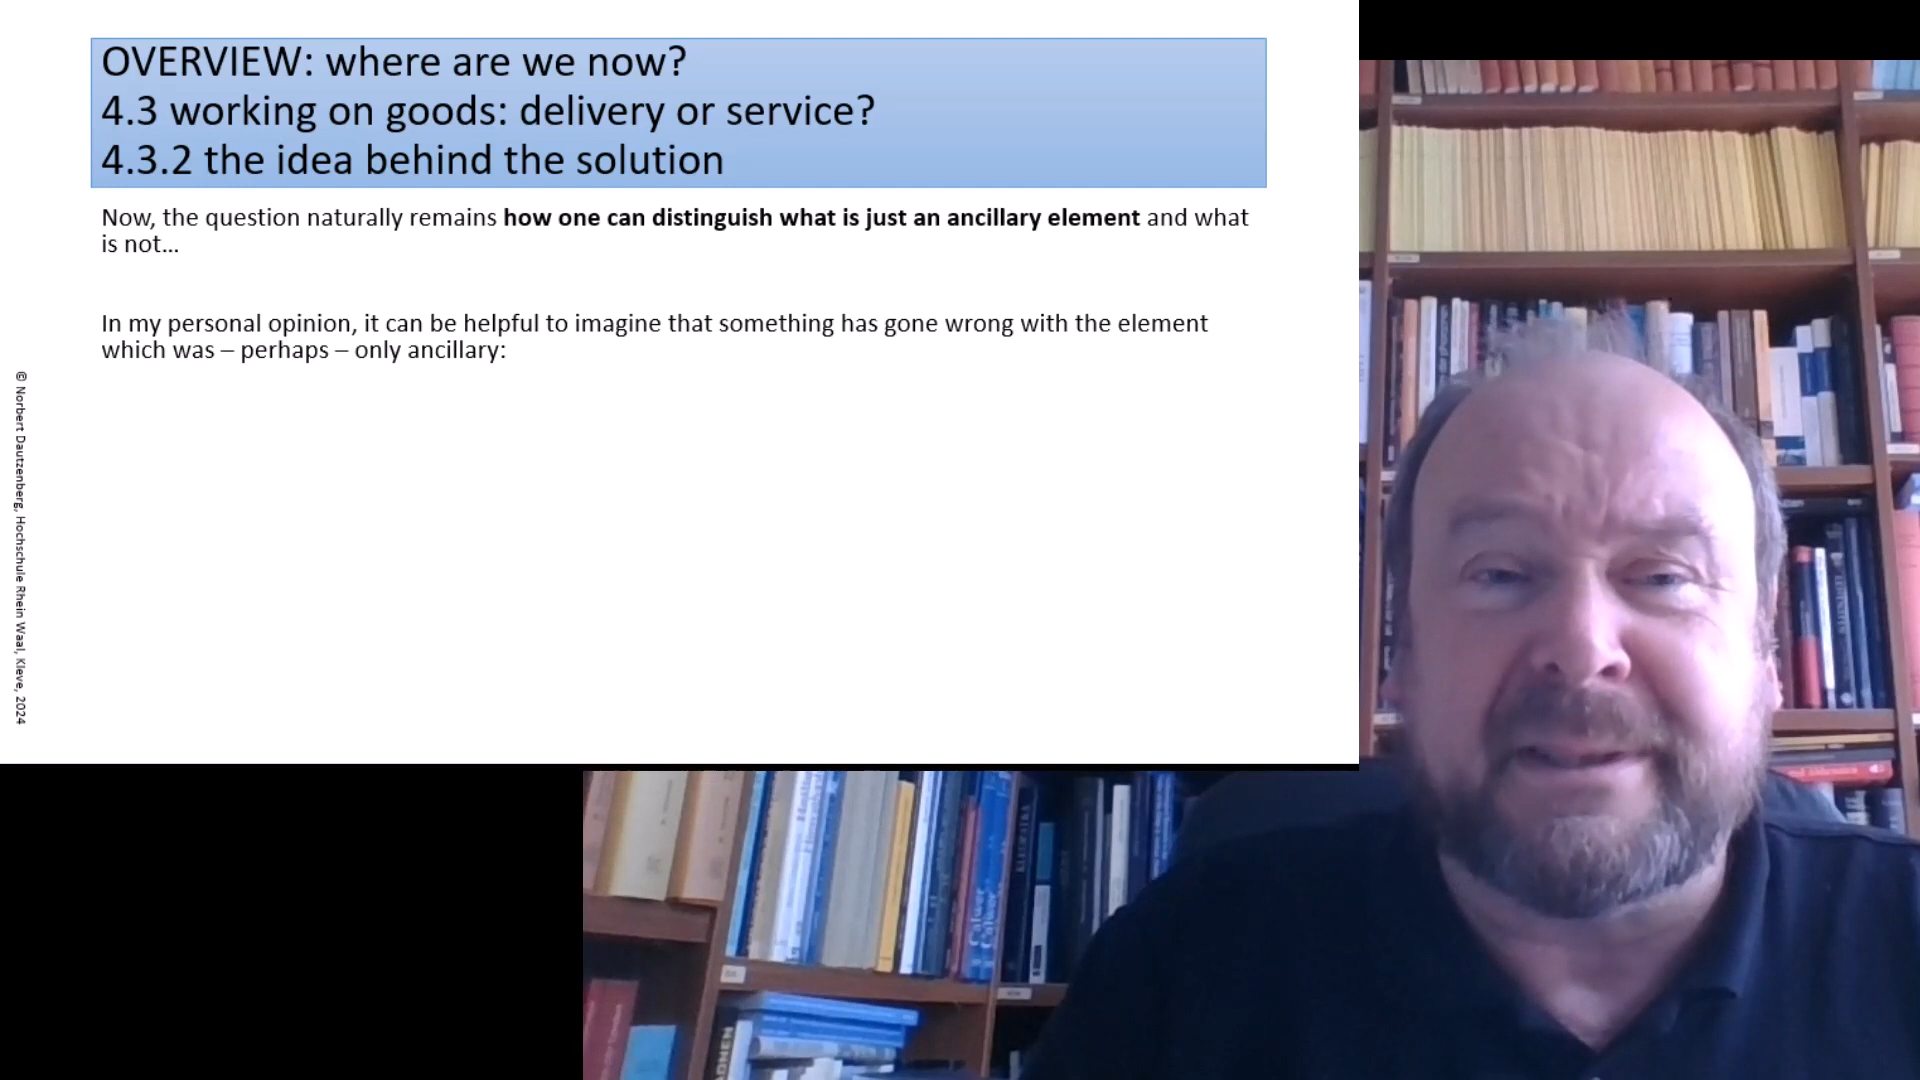 OVERVIEW: where are we now?
4.3 working on goods: delivery or service?
4.3.2 the idea behind the solution
Now, the question naturally remains how one can distinguish what is just an ancillary element and what
is not...
In my personal opinion, it can be helpful to imagine that something has gone wrong with the element
which was – perhaps – only ancillary:
© Norbert Dautzenberg, Hochschule Rhein Waal, Kleve, 2024